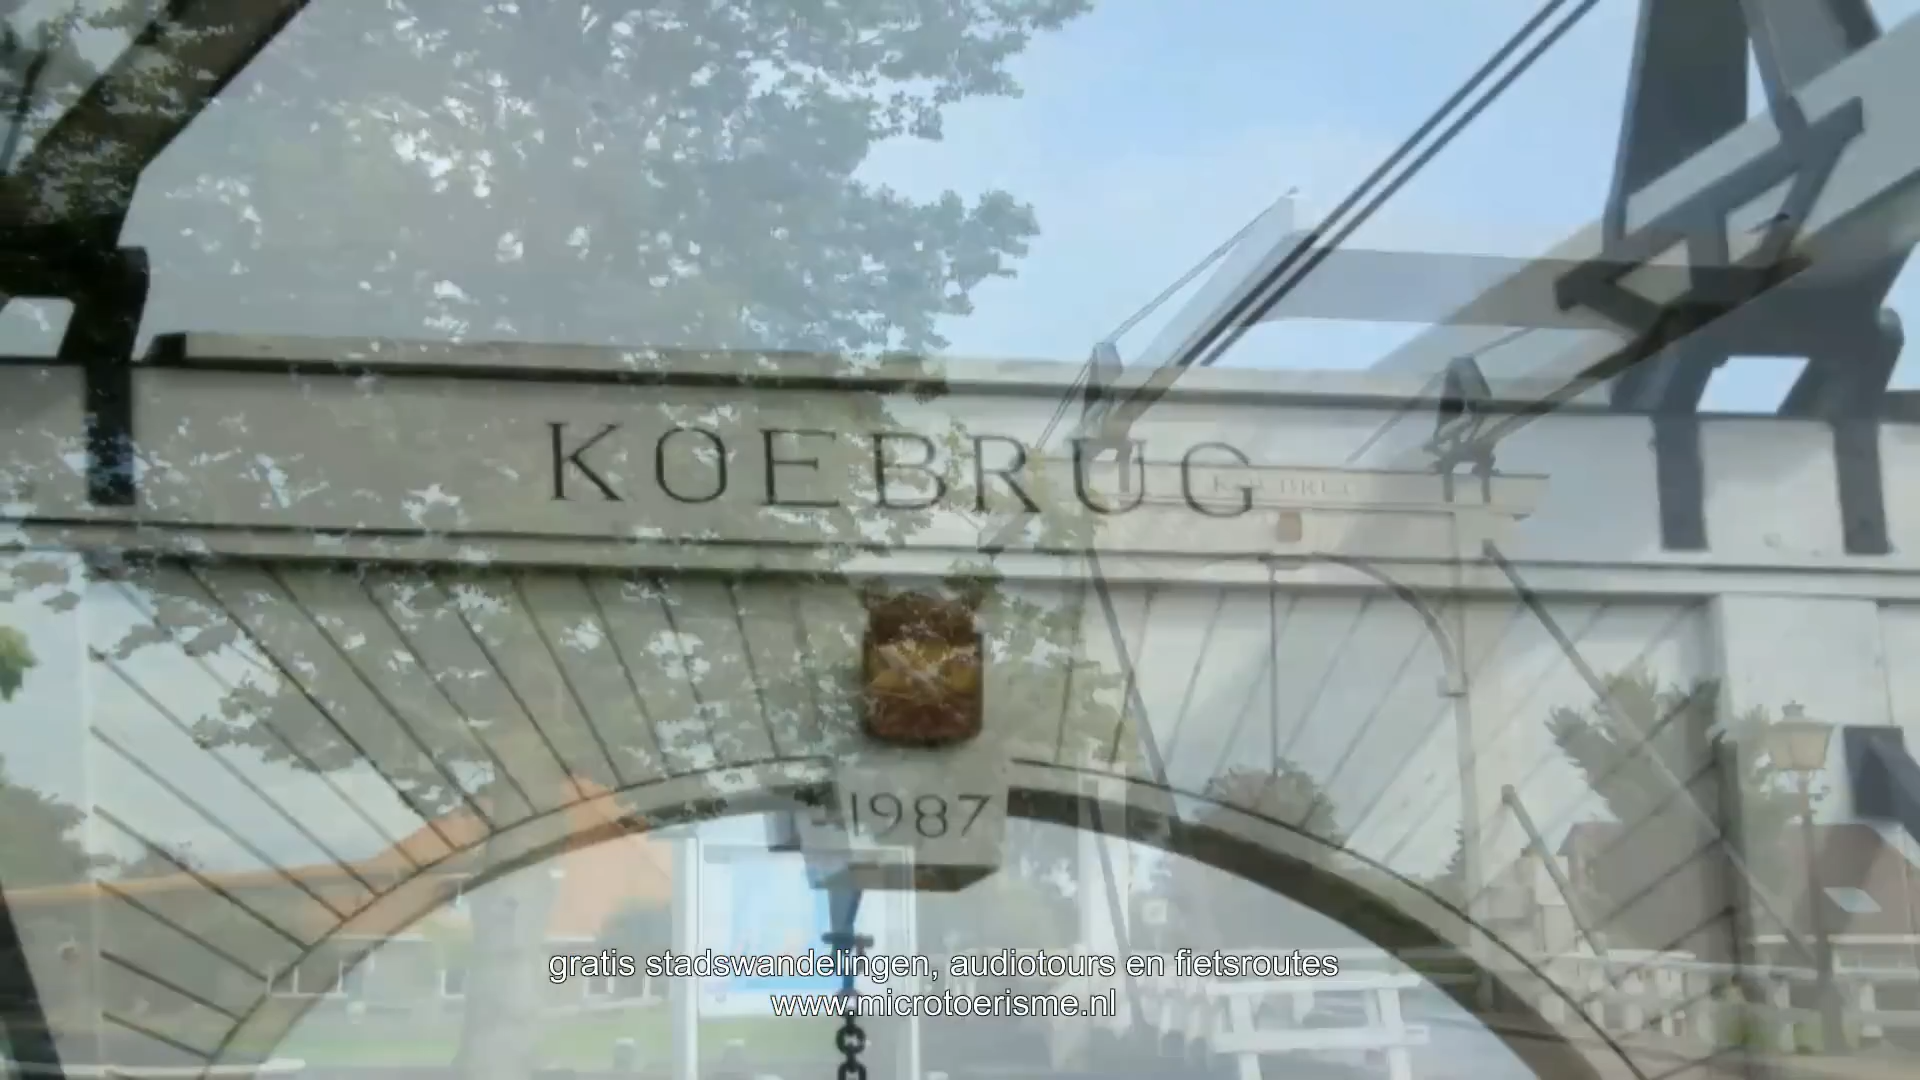 KOEBRUG
1987
gratis stadswandelingen, audiotours en fietsroutes
www.microtoerisme.nl